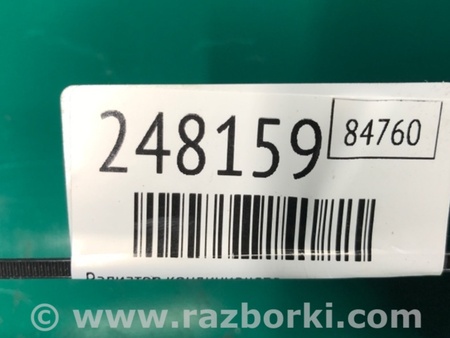 248159
84760
Радиатор кондиционера
© www.razborki.com